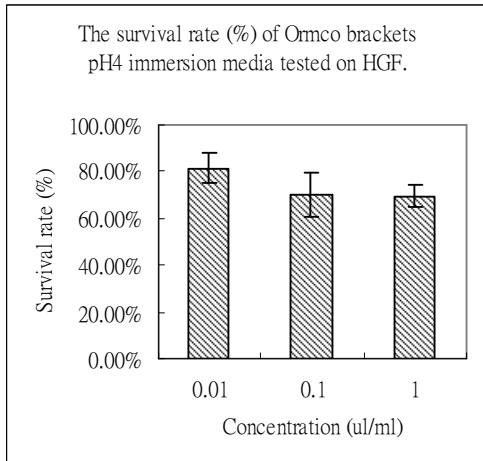 The survival rate (%) of Ormco brackets
pH4 immersion media tested on HGF.
100.00%
80.00%
60.00%
40.00%
20.00%
0.00%
Survival rate (%)
0.01 0.1 1
Concentration (ul/ml)